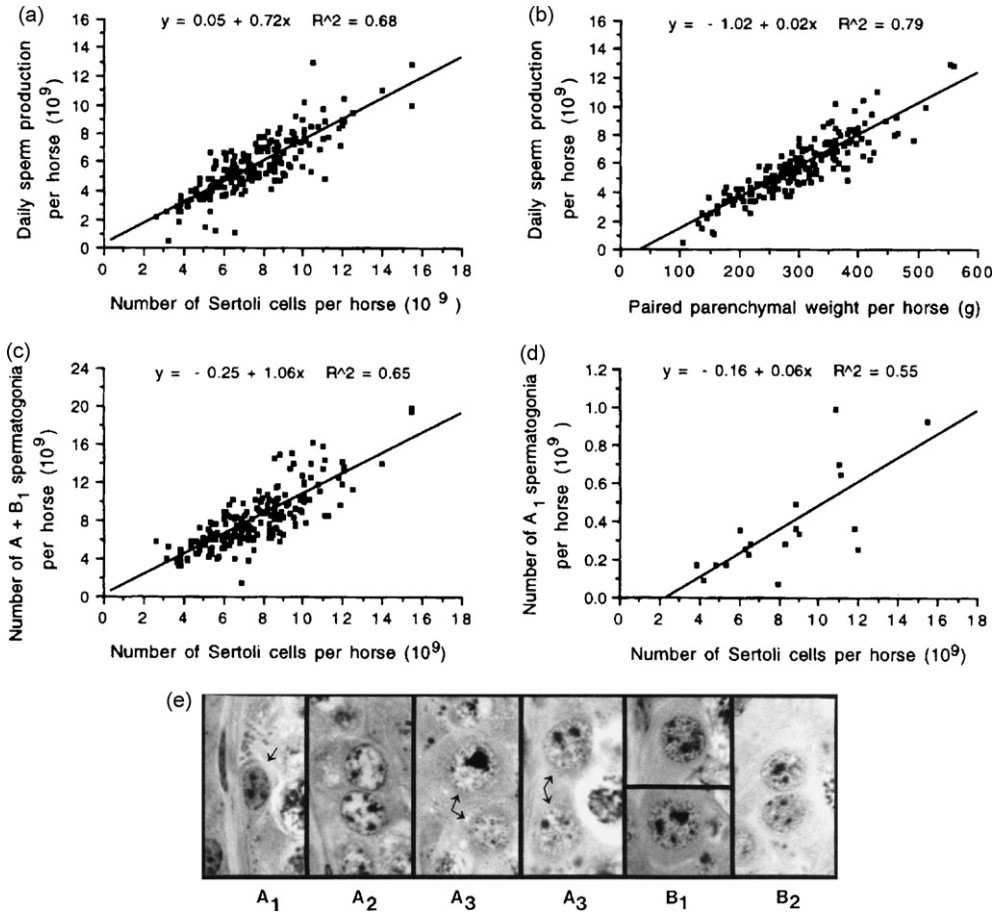 (a)
y = 0.05 + 0.72x R^2 = 0.68
Daily sperm production
per horse (10⁹)
16
14
12
10
8
6
4
2
0
0 2 4 6 8 10 12 14 16 18
Number of Sertoli cells per horse (10 ⁹)
(b)
y = - 1.02 + 0.02x R^2 = 0.79
Daily sperm production
per horse (10⁹)
16
14
12
10
8
6
4
2
0
0 100 200 300 400 500 600
Paired parenchymal weight per horse (g)
(c)
y = - 0.25 + 1.06x R^2 = 0.65
Number of A + B₁ spermatogonia
per horse (10⁹)
24
20
16
12
8
4
0
0 2 4 6 8 10 12 14 16 18
Number of Sertoli cells per horse (10⁹)
(d)
y = - 0.16 + 0.06x R^2 = 0.55
Number of A ₁ spermatogonia
per horse (10⁹)
1.2
1.0
0.8
0.6
0.4
0.2
0.0
0 2 4 6 8 10 12 14 16 18
Number of Sertoli cells per horse (10⁹)
(e)
A₁ A₂ A₃ A₃ B₁ B₂